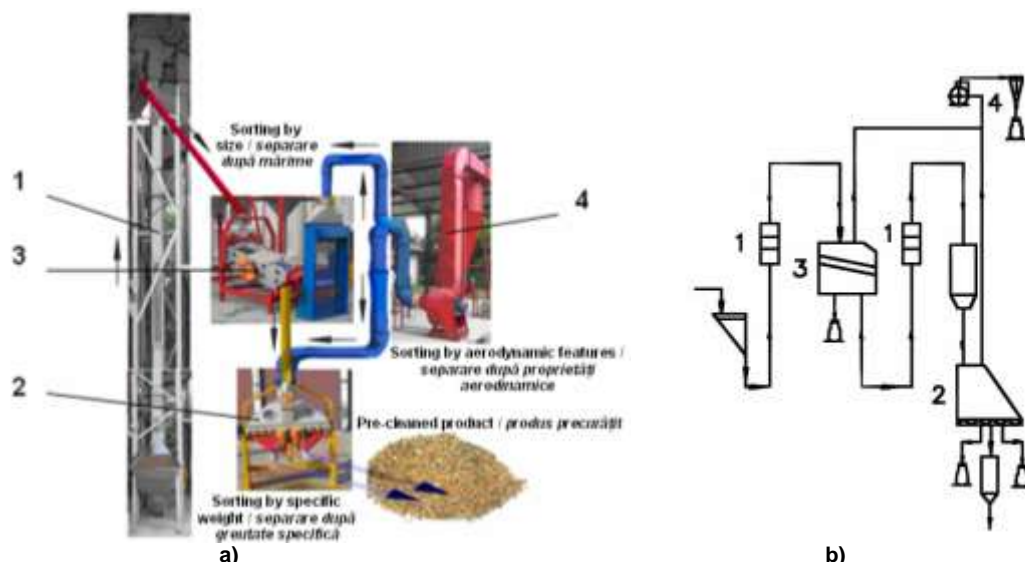 Sorting by
size / separare
după mărime
1
3
4
Sorting by aerodynamic features /
separare după proprietăți
aerodinamice
2
Pre-cleaned product / produs precurățit
Sorting by specific
weight / separare după
greutate specifică
a)
4
1
3
1
2
b)